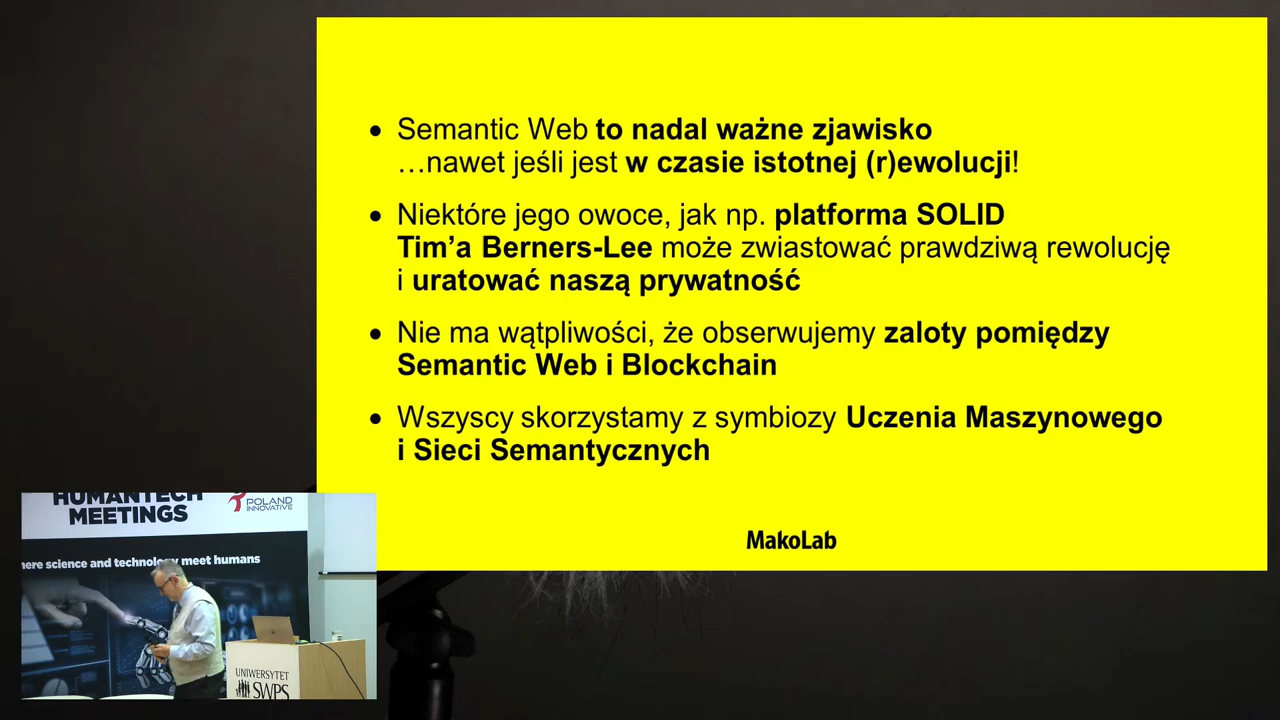 • Semantic Web to nadal ważne zjawisko
…nawet jeśli jest w czasie istotnej (r)ewolucji!
• Niektóre jego owoce, jak np. platforma SOLID
Tim’a Berners-Lee może zwiastować prawdziwą rewolucję
i uratować naszą prywatność
• Nie ma wątpliwości, że obserwujemy zaloty pomiędzy
Semantic Web i Blockchain
• Wszyscy skorzystamy z symbiozy Uczenia Maszynowego
i Sieci Semantycznych
MakoLab
HUMANTECH
MEETINGS
POLAND
INNOVATIVE
here science and technology meet humans
UNIWERSYTET
SWPS